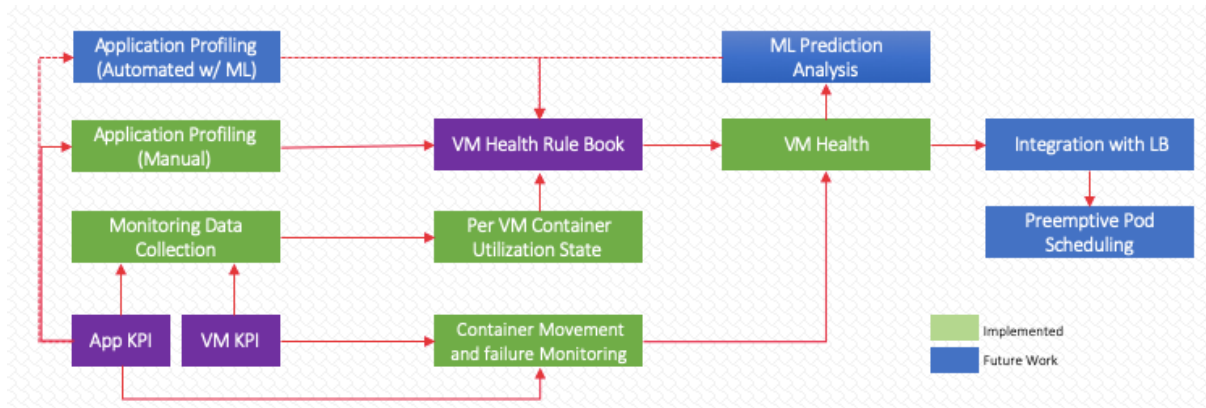 Application Profiling
(Automated w/ ML)
ML Prediction
Analysis
Application Profiling
(Manual)
VM Health Rule Book
VM Health
Integration with LB
Monitoring Data
Collection
Per VM Container
Utilization State
Preemptive Pod
Scheduling
App KPI
VM KPI
Container Movement
and failure Monitoring
Implemented
Future Work